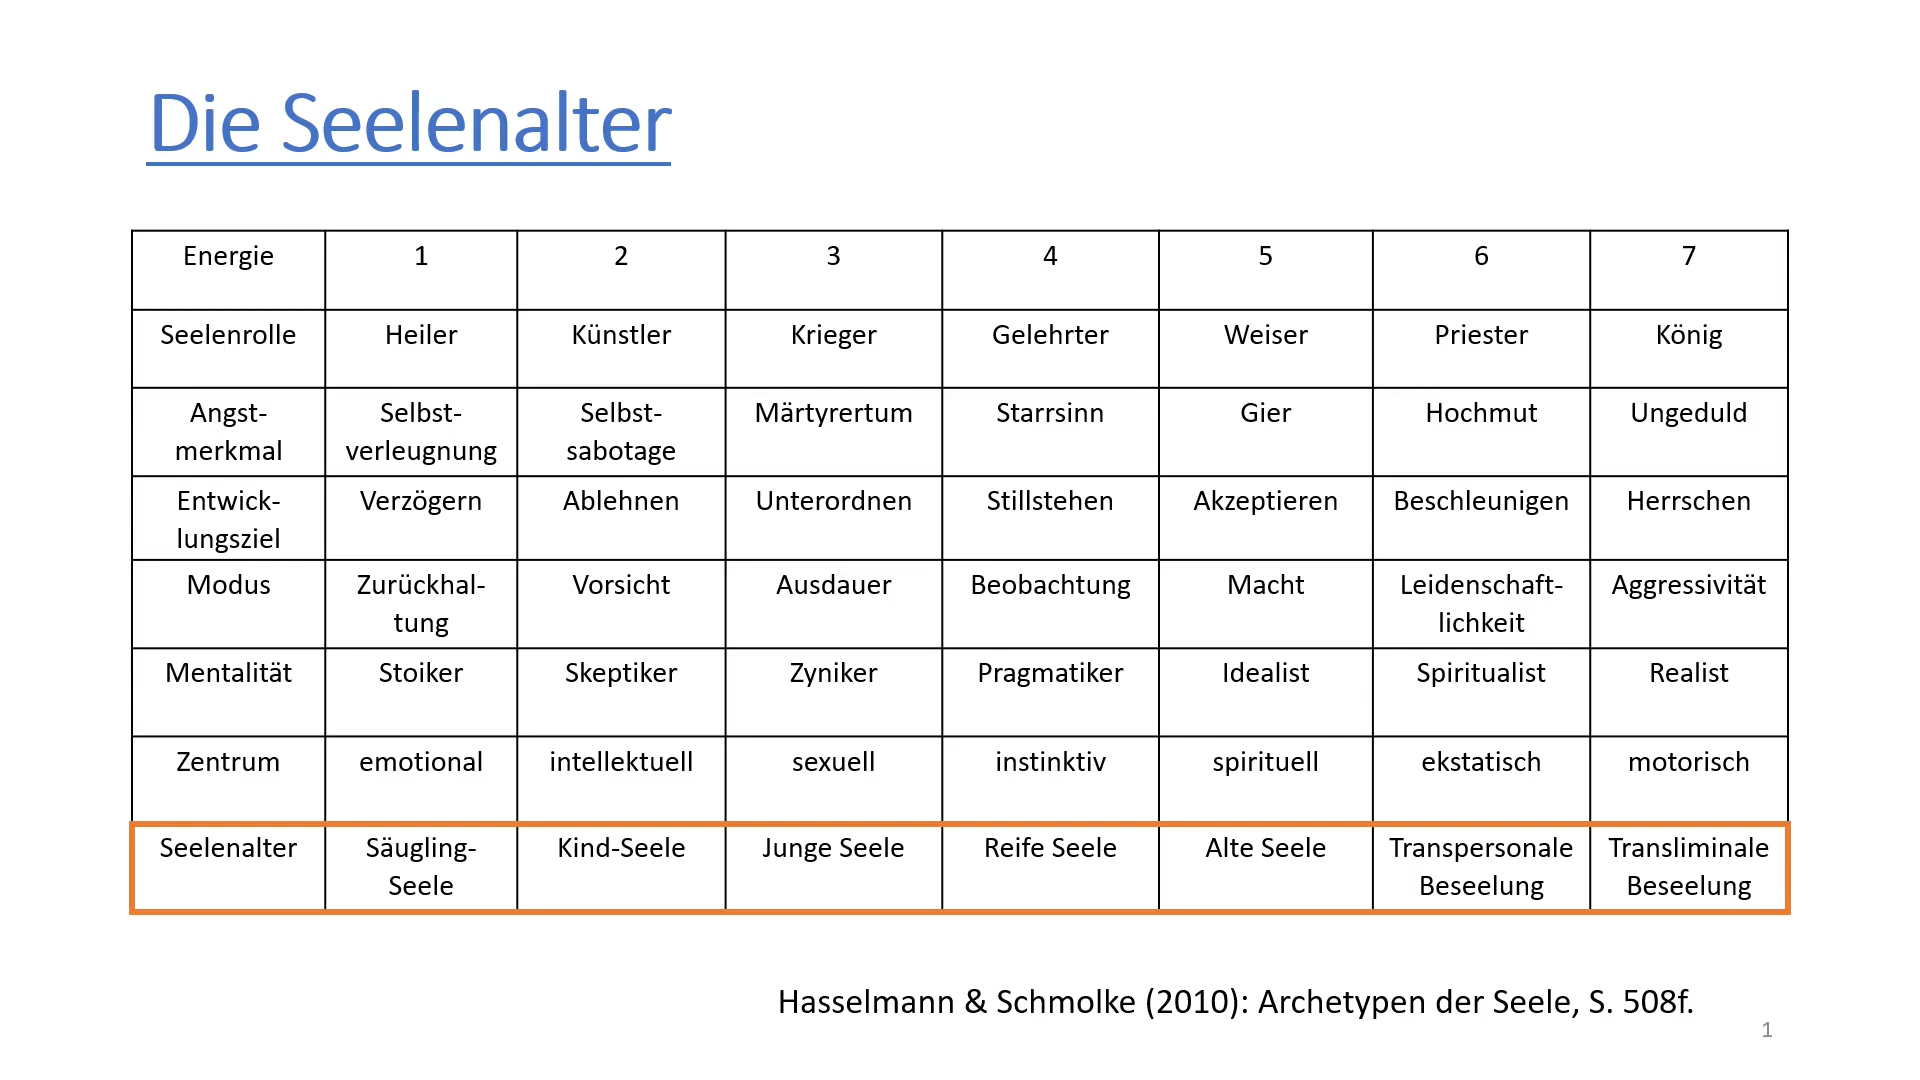 Die Seelenalter
Energie 1 2 3 4 5 6 7
Seelenrolle Heiler Künstler Krieger Gelehrter Weiser Priester König
Angst- Selbst- Selbst- Märtyrertum Starrsinn Gier Hochmut Ungeduld
merkmal verleugnung sabotage
Entwick- Verzögern Ablehnen Unterordnen Stillstehen Akzeptieren Beschleunigen Herrschen
lungsziel
Modus Zurückhal- Vorsicht Ausdauer Beobachtung Macht Leidenschaft- Aggressivität
tung lichkeit
Mentalität Stoiker Skeptiker Zyniker Pragmatiker Idealist Spiritualist Realist
Zentrum emotional intellektuell sexuell instinktiv spirituell ekstatisch motorisch
Seelenalter Säugling- Kind-Seele Junge Seele Reife Seele Alte Seele Transpersonale Transliminale
Seele Beseelung Beseelung
Hasselmann & Schmolke (2010): Archetypen der Seele, S. 508f.
1